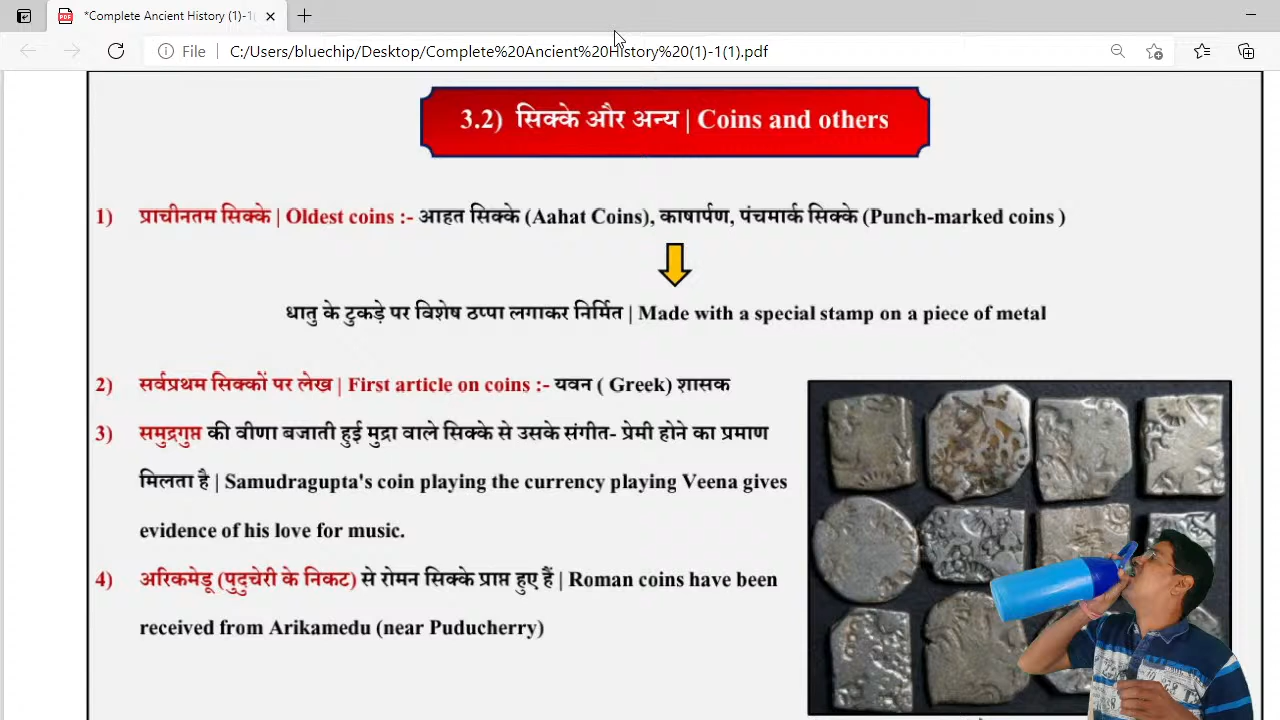 *Complete Ancient History (1)-1(
File
C:/Users/bluechip/Desktop/Complete%20Ancient%20History%20(1)-1(1).pdf
3.2) सिक्के और अन्य | Coins and others
1) प्राचीनतम सिक्के | Oldest coins :- आहत सिक्के (Aahat Coins), काषार्पण, पंचमार्क सिक्के (Punch-marked coins )
धातु के टुकड़े पर विशेष ठप्पा लगाकर निर्मित | Made with a special stamp on a piece of metal
2) सर्वप्रथम सिक्कों पर लेख | First article on coins :- यवन ( Greek) शासक
3) समुद्रगुप्त की वीणा बजाती हुई मुद्रा वाले सिक्के से उसके संगीत- प्रेमी होने का प्रमाण
मिलता है | Samudragupta's coin playing the currency playing Veena gives
evidence of his love for music.
4) अरिकमेडू (पुदुचेरी के निकट) से रोमन सिक्के प्राप्त हुए हैं | Roman coins have been
received from Arikamedu (near Puducherry)